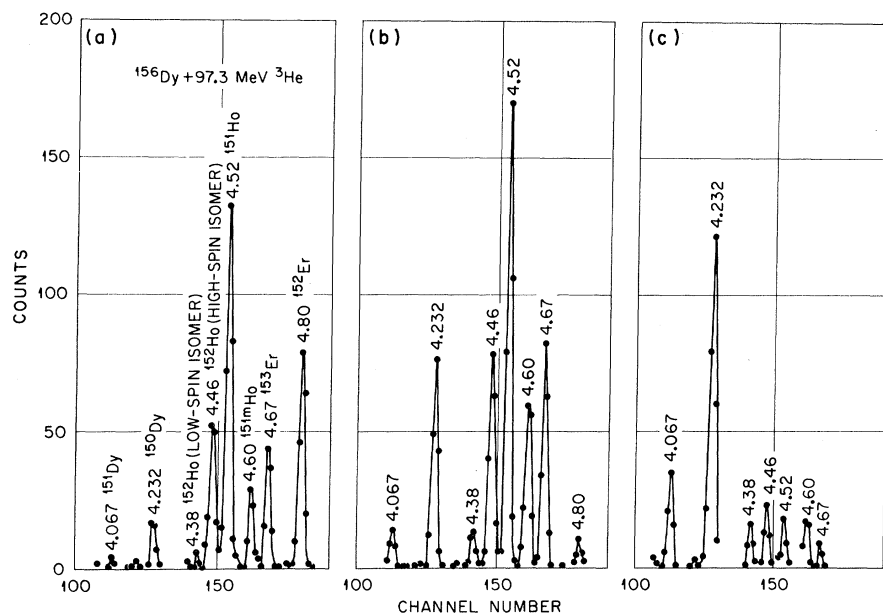 (a)
(b)
(c)
156Dy + 97.3 MeV 3He
200
150
100
50
0
COUNTS
4.067 151Dy
4.232 150Dy
4.38 152Ho (LOW-SPIN ISOMER)
4.46 152Ho (HIGH-SPIN ISOMER)
4.52 151Ho
4.60 151mHo
4.67 153Er
4.80 152Er
4.067
4.232
4.38
4.46
4.52
4.60
4.67
4.80
4.067
4.232
4.38
4.46
4.52
4.60
4.67
100
150
100
150
100
150
CHANNEL NUMBER